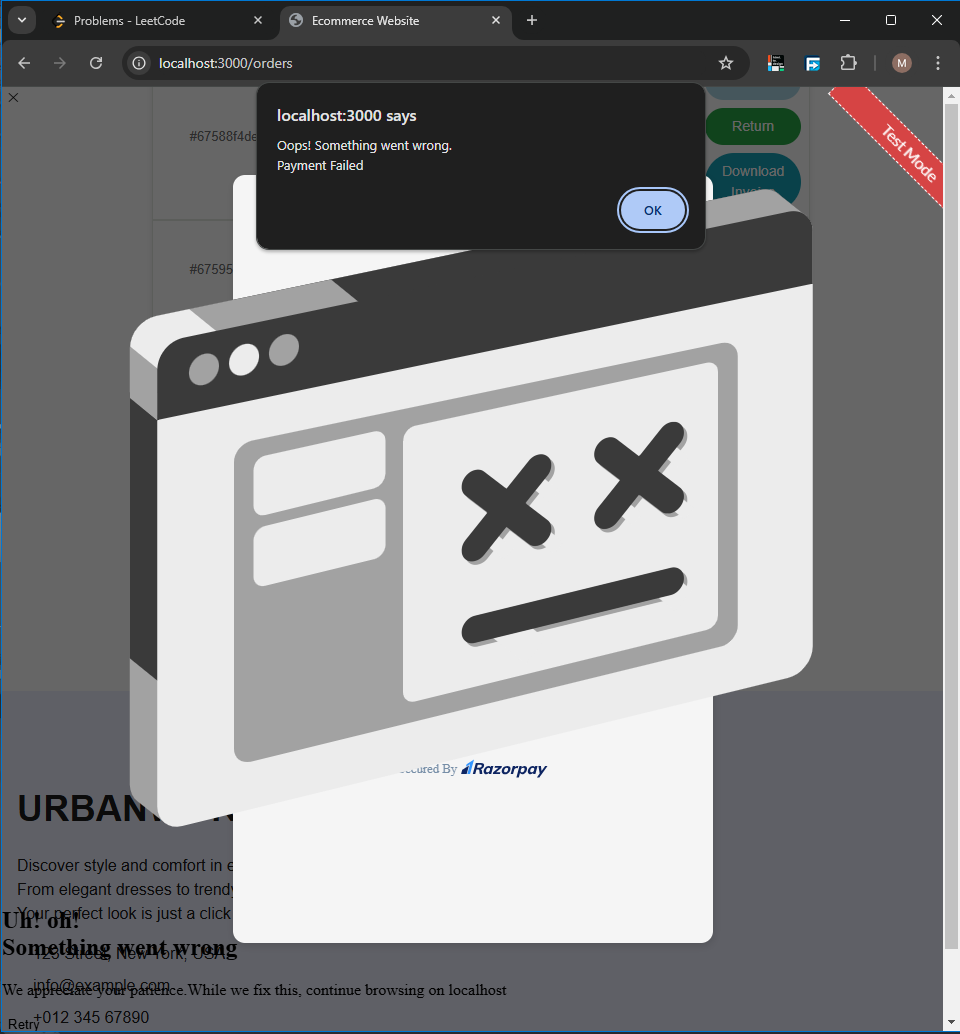 Problems - LeetCode
Ecommerce Website
localhost:3000/orders
M
localhost:3000 says
Oops! Something went wrong.
Payment Failed
OK
#67588f4de
Return
Download
Test Mode
#67595
Secured By Razorpay
URBAN
Discover style and comfort in e
From elegant dresses to trendy
Your perfect look is just a click
Uh! oh!
Something went wrong
123 Street, New York, USA
info@example.com
We appreciate your patience.While we fix this, continue browsing on localhost
+012 345 67890
Retry